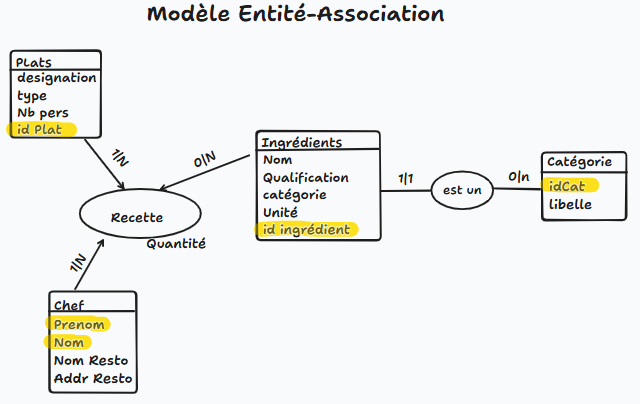 Modèle Entité-Association
Plats
designation
type
Nb pers
id Plat
1/N
0/N
Recette
Quantité
1/N
Chef
Prenom
Nom
Nom Resto
Addr Resto
Ingrédients
Nom
Qualification
catégorie
Unité
id ingrédient
1/1
est un
0/n
Catégorie
idCat
libelle